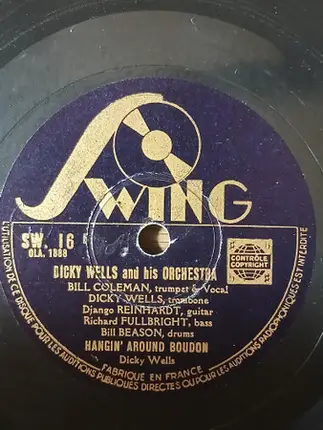 SWING
SW. 16
OLA. 1888
CONTRÔLE
COPYRIGHT
DICKY WELLS and his ORCHESTRA
BILL COLEMAN, trumpet & Vocal
DICKY WELLS, trombone
Django REINHARDT, guitar
Richard FULLBRIGHT, bass
Bill BEASON, drums
HANGIN' AROUND BOUDON
Dicky Wells
FABRIQUÉ EN FRANCE
L'UTILISATION DE CE DISQUE POUR LES AUDITIONS PUBLIQUES DIRECTES OU POUR LES AUDITIONS RADIOPHONIQUES EST INTERDITE